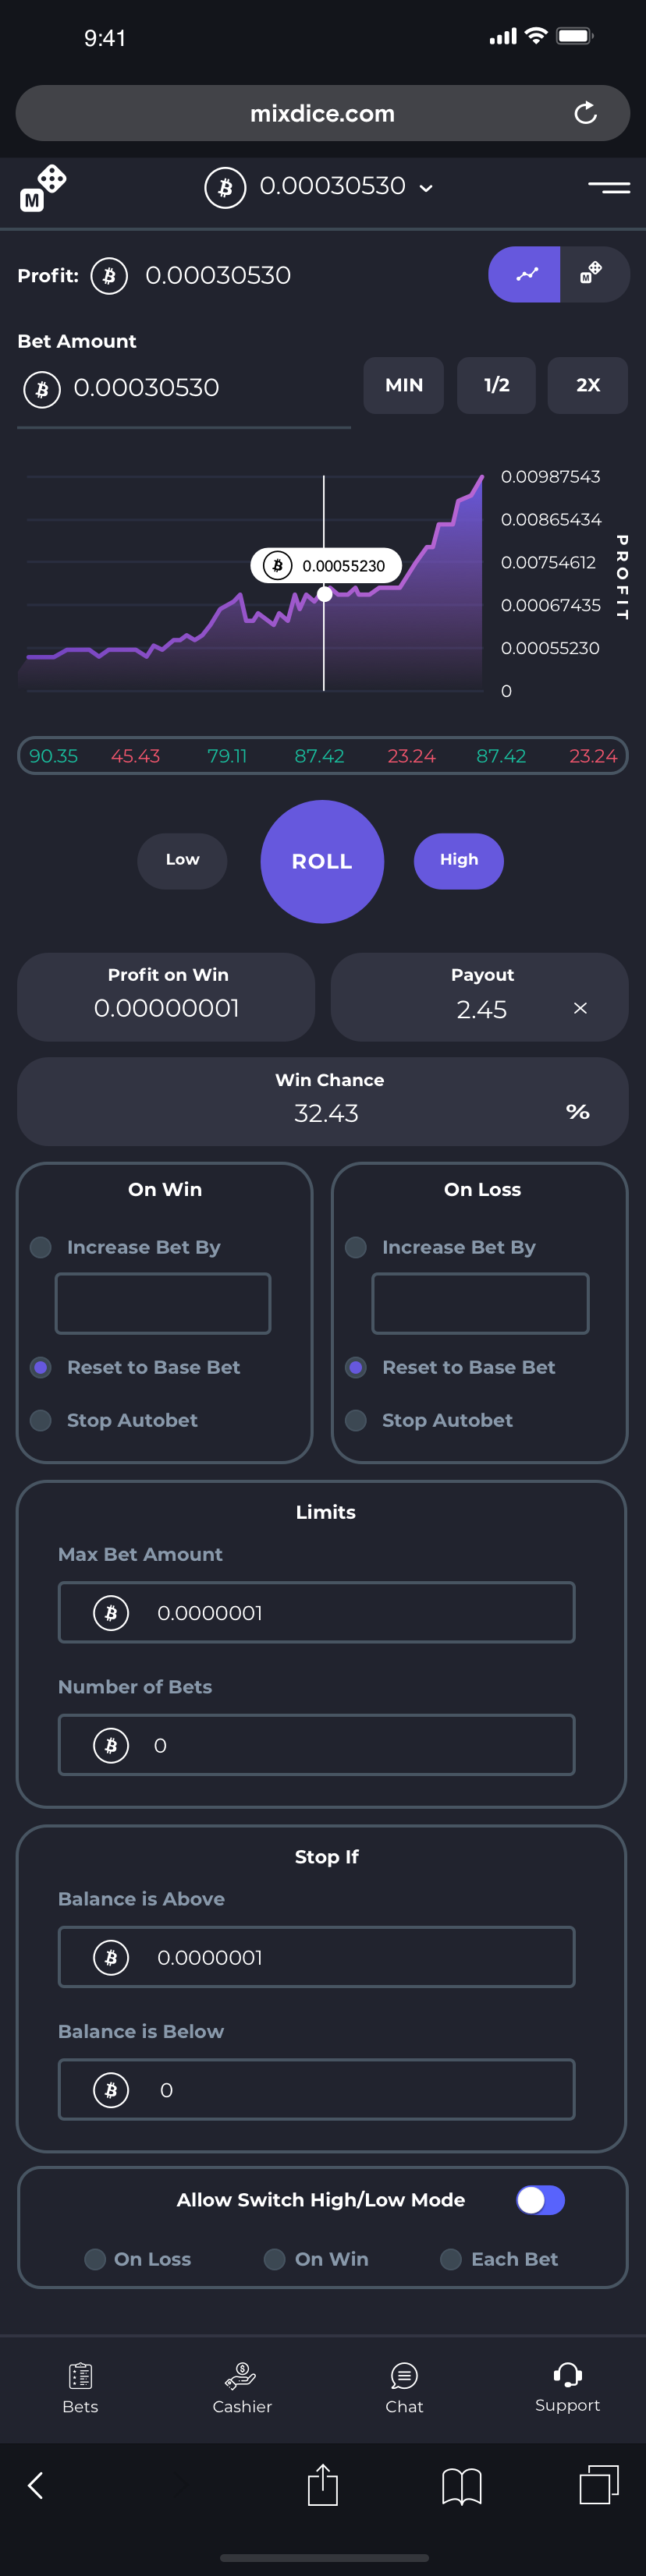 9:41
mixdice.com
M
0.00030530
Profit: 0.00030530
M
Bet Amount
0.00030530
MIN 1/2 2X
0.00987543
0.00865434
0.00754612
0.00067435
0.00055230
0
PROFIT
0.00055230
90.35 45.43 79.11 87.42 23.24 87.42 23.24
Low ROLL High
Profit on Win
0.00000001
Payout
2.45 ×
Win Chance
32.43 %
On Win
Increase Bet By
Reset to Base Bet
Stop Autobet
On Loss
Increase Bet By
Reset to Base Bet
Stop Autobet
Limits
Max Bet Amount
0.0000001
Number of Bets
0
Stop If
Balance is Above
0.0000001
Balance is Below
0
Allow Switch High/Low Mode
On Loss On Win Each Bet
Bets Cashier Chat Support